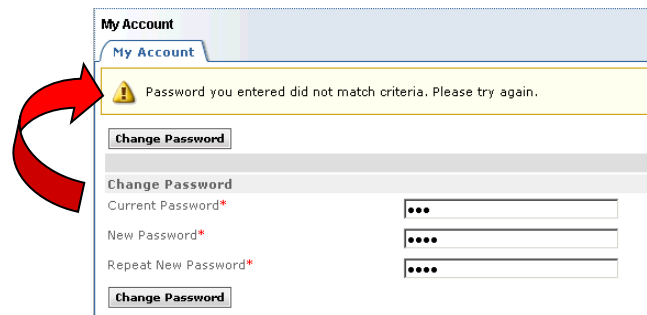 My Account
My Account
Password you entered did not match criteria. Please try again.
Change Password
Change Password
Current Password* •••
New Password* ••••
Repeat New Password* ••••
Change Password